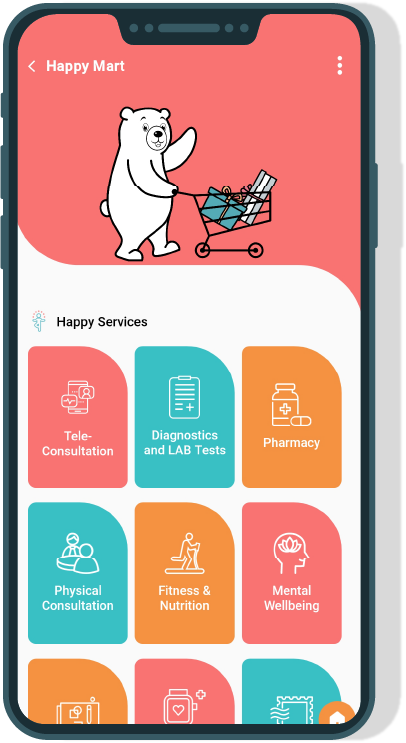 Happy Mart
Happy Services
Tele-
Consultation
Diagnostics
and LAB Tests
Pharmacy
Physical
Consultation
Fitness &
Nutrition
Mental
Wellbeing